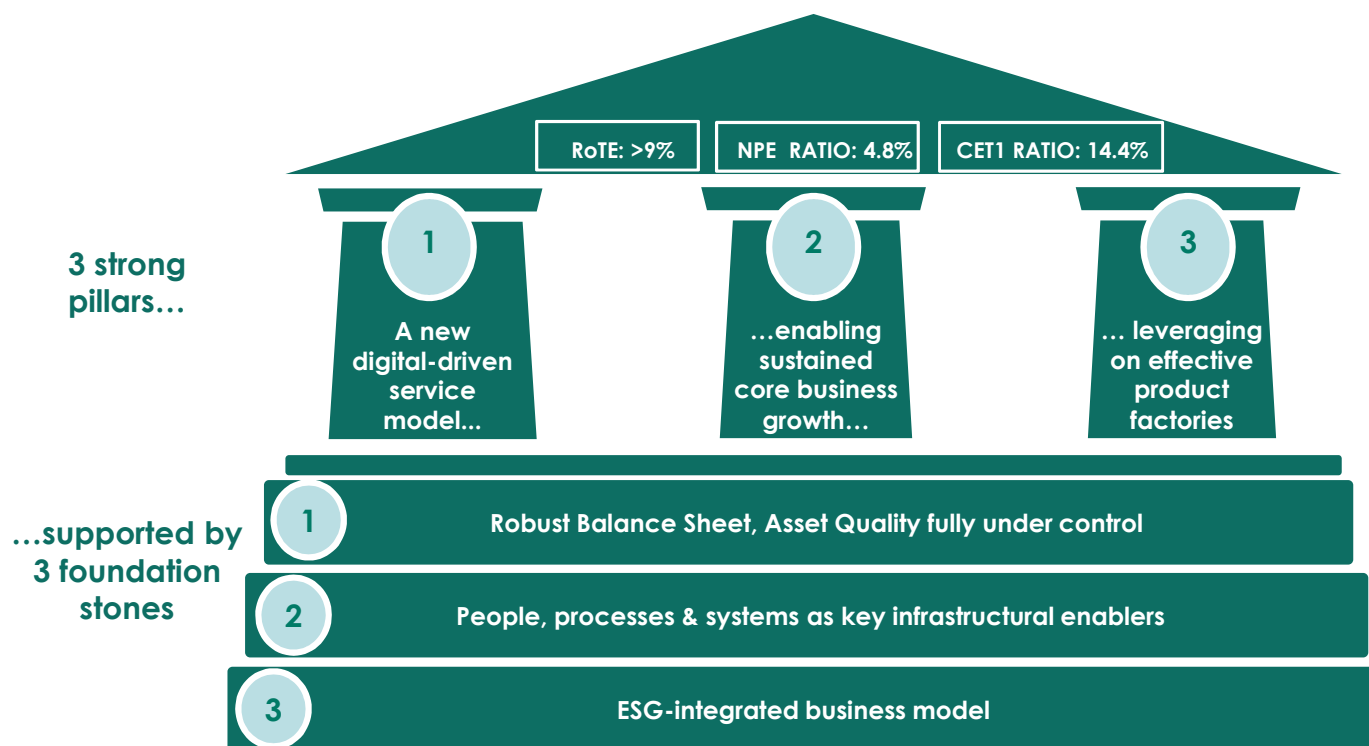 RoTE: >9%
NPE RATIO: 4.8%
CET1 RATIO: 14.4%
3 strong
pillars…
1
A new
digital-driven
service
model...
2
…enabling
sustained
core business
growth…
3
… leveraging
on effective
product
factories
…supported by
3 foundation
stones
1
Robust Balance Sheet, Asset Quality fully under control
2
People, processes & systems as key infrastructural enablers
3
ESG-integrated business model